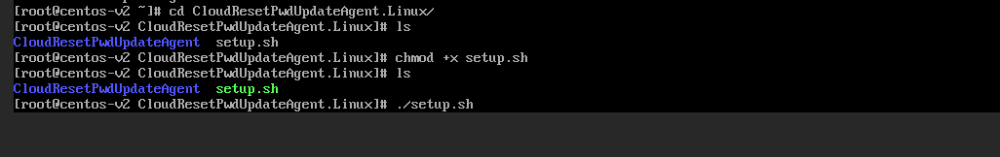 [root@centos-v2 ~]# cd CloudResetPwdUpdateAgent.Linux/
[root@centos-v2 CloudResetPwdUpdateAgent.Linux]# ls
CloudResetPwdUpdateAgent  setup.sh
[root@centos-v2 CloudResetPwdUpdateAgent.Linux]# chmod +x setup.sh
[root@centos-v2 CloudResetPwdUpdateAgent.Linux]# ls
CloudResetPwdUpdateAgent  setup.sh
[root@centos-v2 CloudResetPwdUpdateAgent.Linux]# ./setup.sh